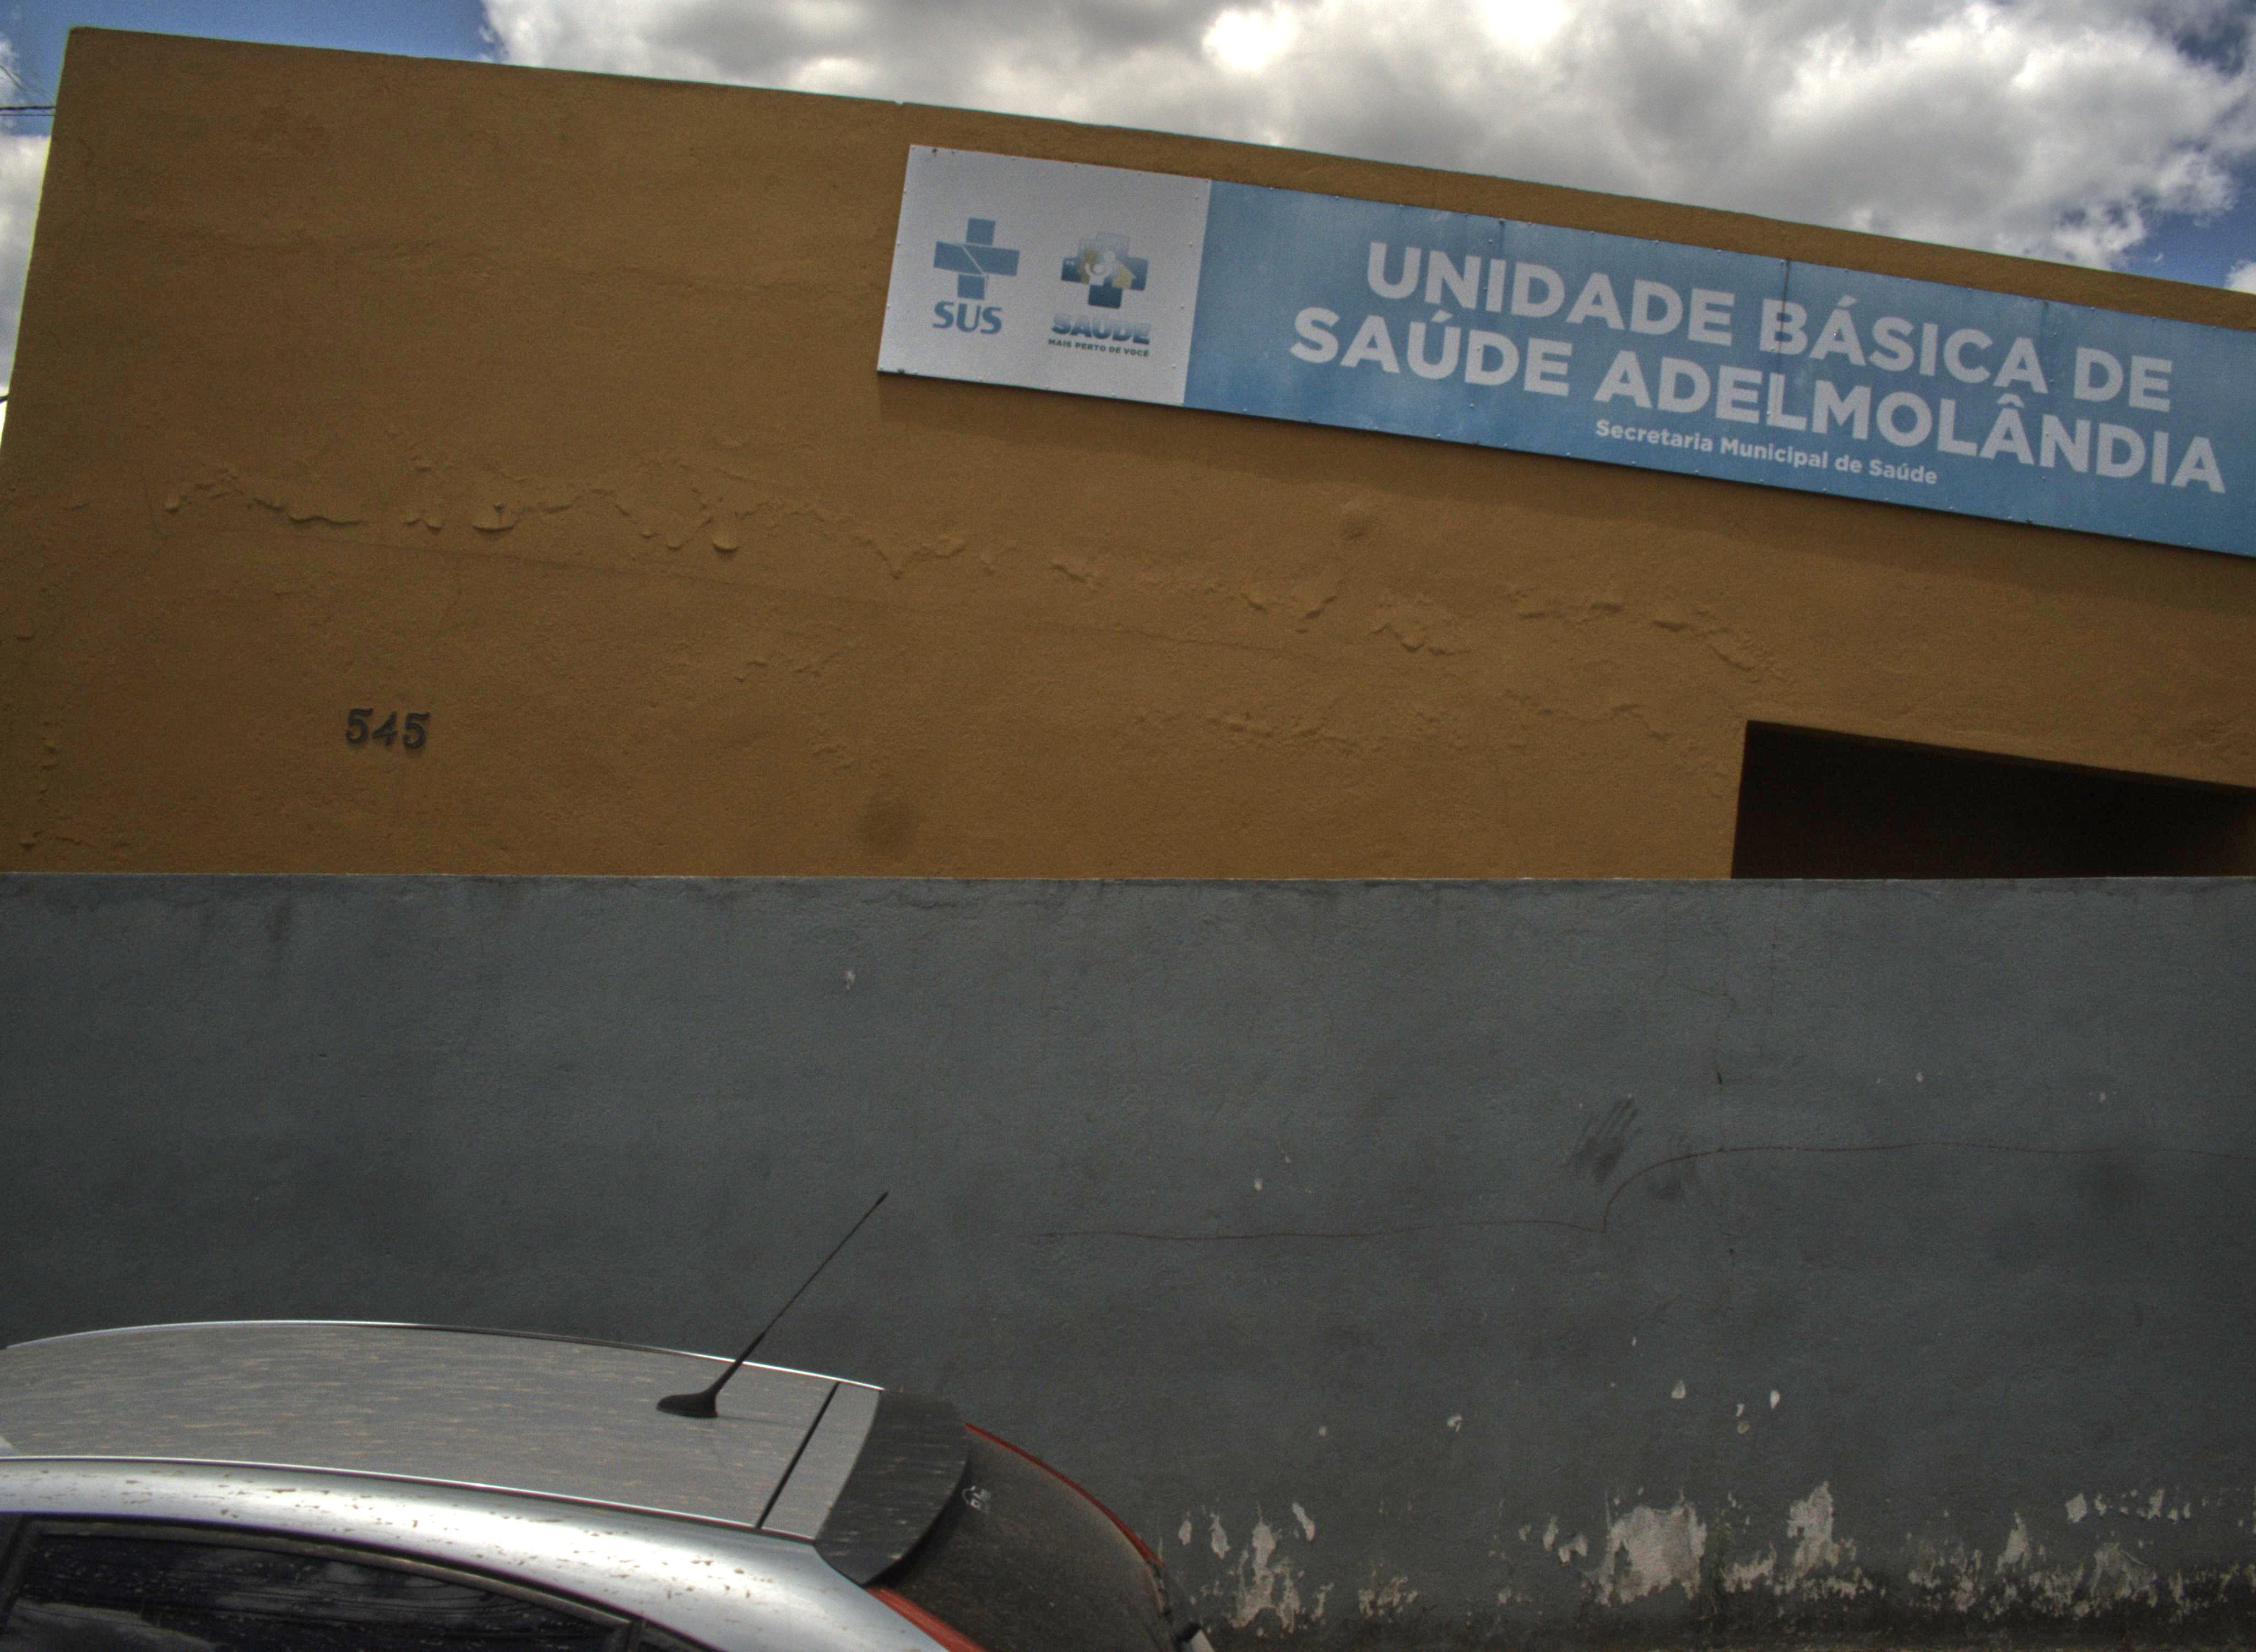 SUS
SAÚDE
MAIS PERTO DE VOCÊ
UNIDADE BÁSICA DE
SAÚDE ADELMOLÂNDIA
Secretaria Municipal de Saúde
545